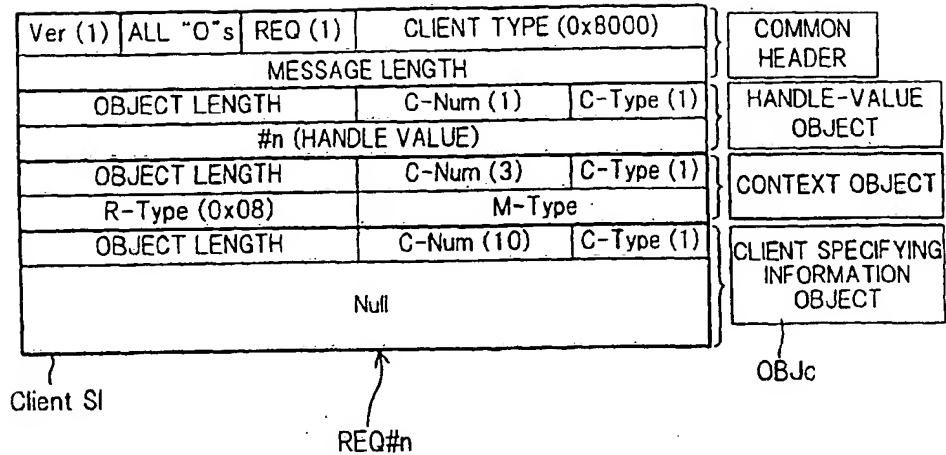 Ver (1) ALL "0"s REQ (1) CLIENT TYPE (0x8000)
MESSAGE LENGTH
COMMON
HEADER
OBJECT LENGTH C-Num (1) C-Type (1)
#n (HANDLE VALUE)
HANDLE-VALUE
OBJECT
OBJECT LENGTH C-Num (3) C-Type (1)
R-Type (0x08) M-Type
CONTEXT OBJECT
OBJECT LENGTH C-Num (10) C-Type (1)
Null
CLIENT SPECIFYING
INFORMATION
OBJECT
Client SI
REQ#n
OBJc